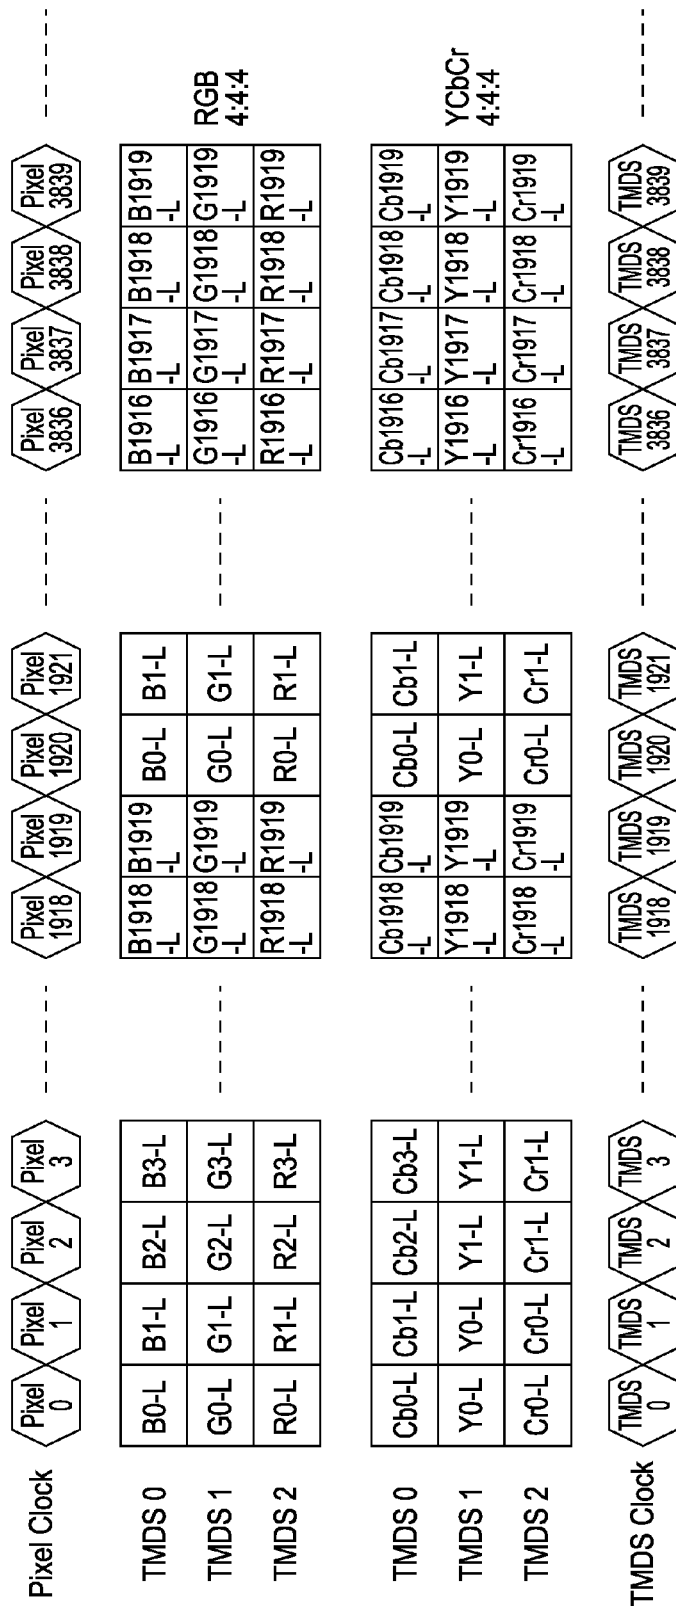 Pixel Clock
Pixel 0 Pixel 1 Pixel 2 Pixel 3 Pixel 1918 Pixel 1919 Pixel 1920 Pixel 1921 Pixel 3836 Pixel 3837 Pixel 3838 Pixel 3839
TMDS 0 B0-L B1-L B2-L B3-L B1918-L B1919-L B0-L B1-L B1916-L B1917-L B1918-L B1919-L
TMDS 1 G0-L G1-L G2-L G3-L G1918-L G1919-L G0-L G1-L G1916-L G1917-L G1918-L G1919-L
TMDS 2 R0-L R1-L R2-L R3-L R1918-L R1919-L R0-L R1-L R1916-L R1917-L R1918-L R1919-L
RGB
4:4:4
TMDS 0 Cb0-L Cb1-L Cb2-L Cb3-L Cb1918-L Cb1919-L Cb0-L Cb1-L Cb1916-L Cb1917-L Cb1918-L Cb1919-L
TMDS 1 Y0-L Y0-L Y1-L Y1-L Y1918-L Y1919-L Y0-L Y1-L Y1916-L Y1917-L Y1918-L Y1919-L
TMDS 2 Cr0-L Cr0-L Cr1-L Cr1-L Cr1918-L Cr1919-L Cr0-L Cr1-L Cr1916-L Cr1917-L Cr1918-L Cr1919-L
YCbCr
4:4:4
TMDS Clock
TMDS 0 TMDS 1 TMDS 2 TMDS 3 TMDS 1918 TMDS 1919 TMDS 1920 TMDS 1921 TMDS 3836 TMDS 3837 TMDS 3838 TMDS 3839